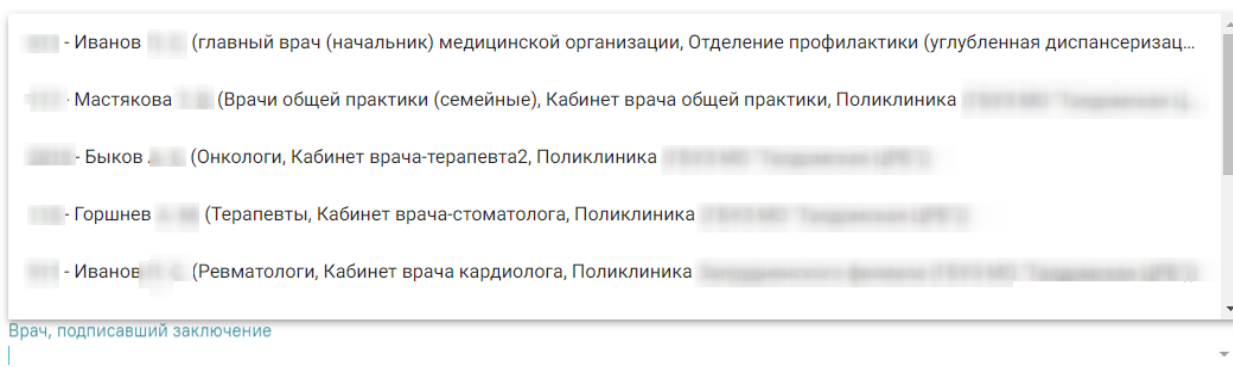 - Иванов (главный врач (начальник) медицинской организации, Отделение профилактики (углубленная диспансеризац...
- Мастякова (Врачи общей практики (семейные), Кабинет врача общей практики, Поликлиника
- Быков (Онкологи, Кабинет врача-терапевта2, Поликлиника
- Горшнев (Терапевты, Кабинет врача-стоматолога, Поликлиника
- Иванов (Ревматологи, Кабинет врача кардиолога, Поликлиника
Врач, подписавший заключение